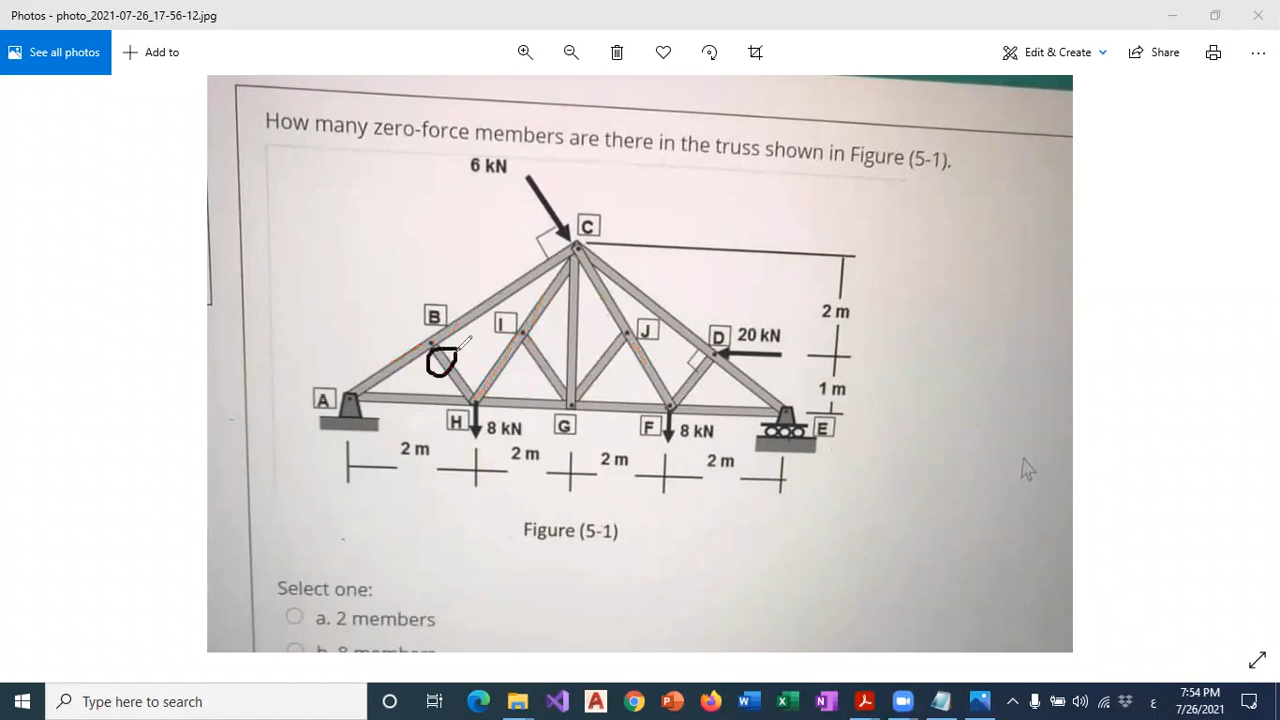 Photos - photo_2021-07-26_17-56-12.jpg
See all photos
Add to
Edit & Create
Share
How many zero-force members are there in the truss shown in Figure (5-1).
6 kN
C
B
I
J
D
20 kN
2 m
1 m
A
H
8 kN
G
F
8 kN
E
2 m
2 m
2 m
2 m
Figure (5-1)
Select one:
a. 2 members
b. 8 members
Type here to search
ع
7:54 PM
7/26/2021